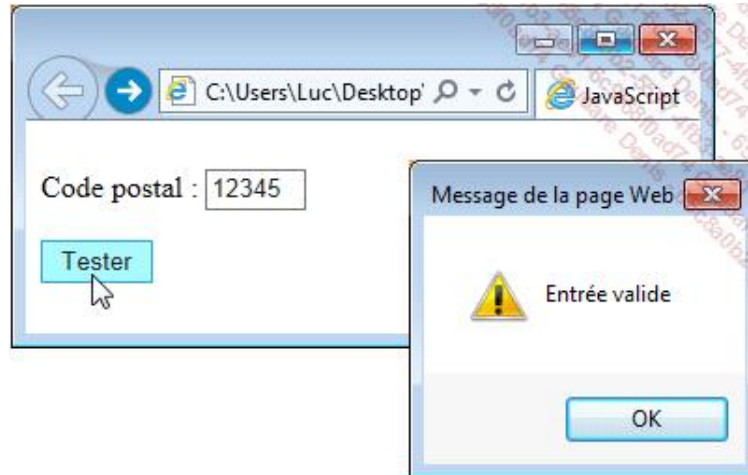 C:\Users\Luc\Desktop\
JavaScript
Code postal : 12345
Tester
Message de la page Web
Entrée valide
OK